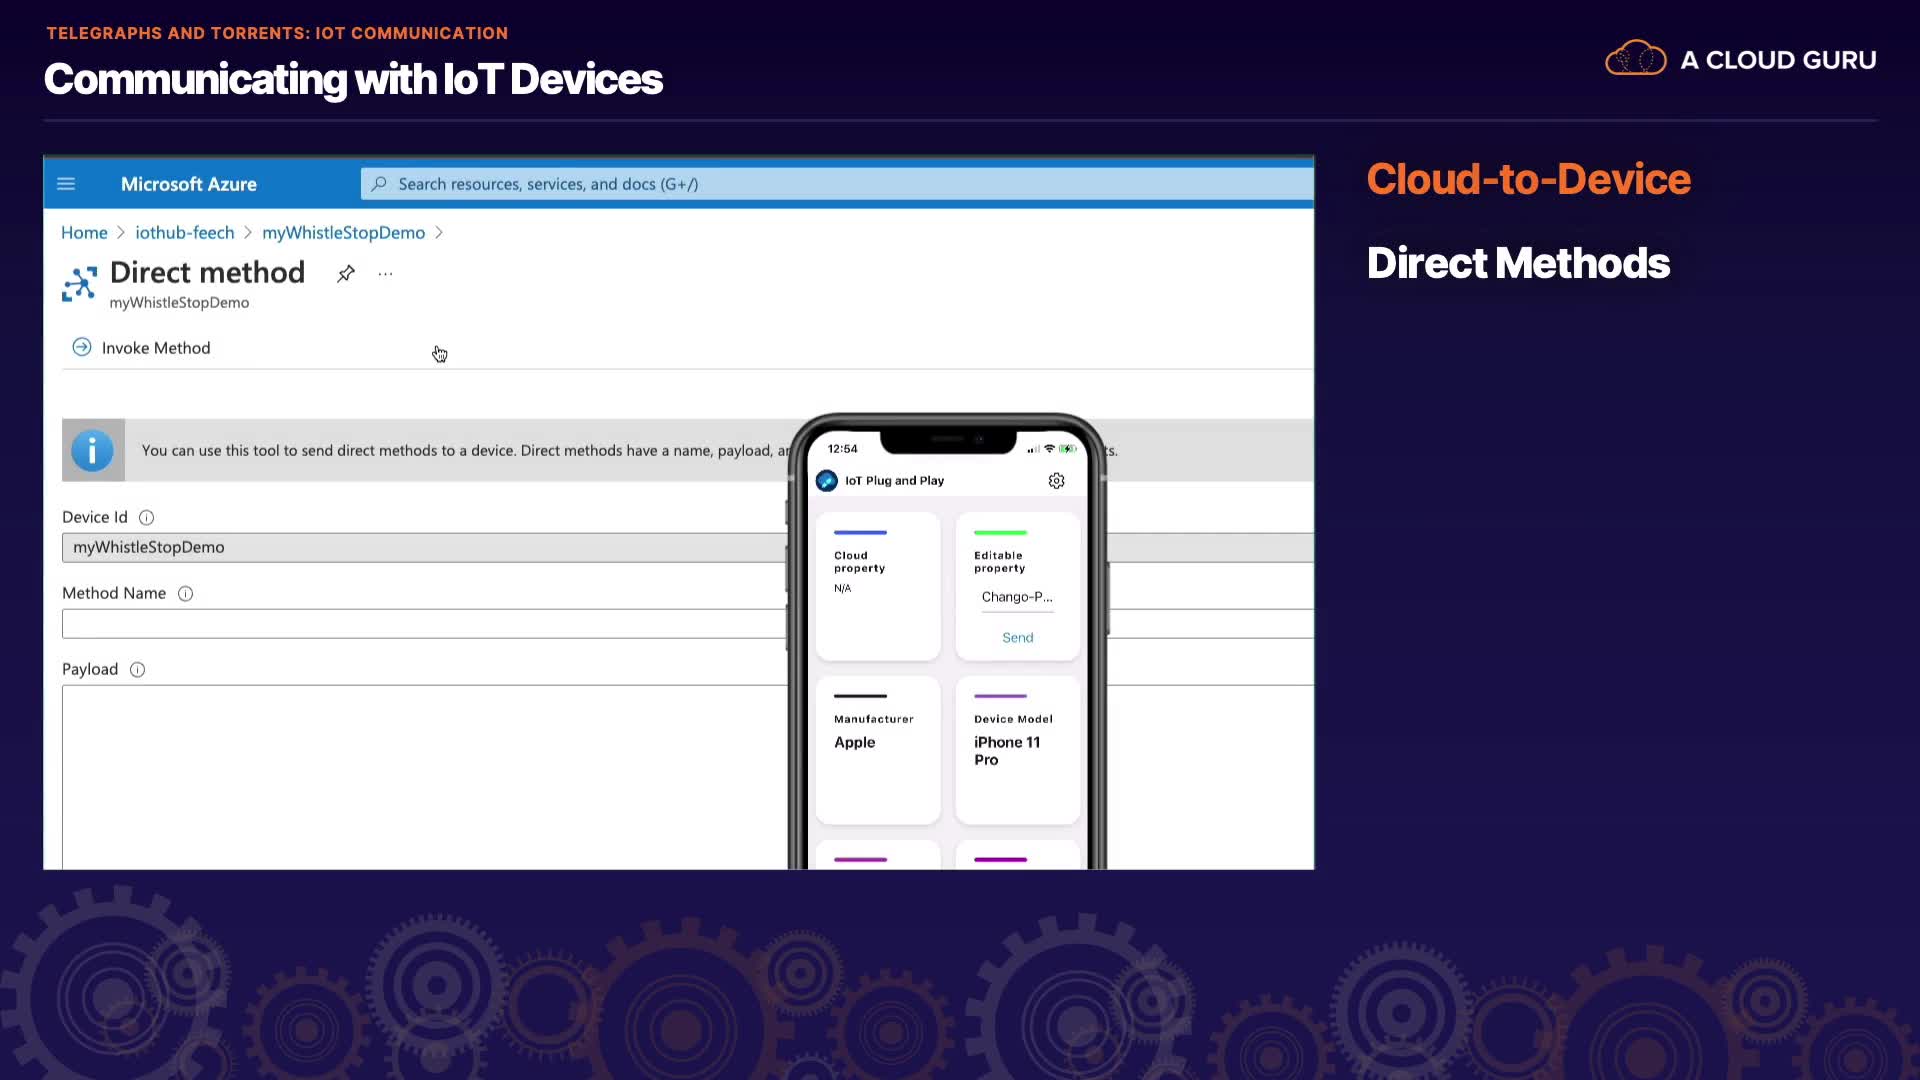 TELEGRAPHS AND TORRENTS: IOT COMMUNICATION
Communicating with IoT Devices
A CLOUD GURU
Microsoft Azure
Search resources, services, and docs (G+/)
Home > iothub-feech > myWhistleStopDemo >
Direct method
...
myWhistleStopDemo
Invoke Method
You can use this tool to send direct methods to a device. Direct methods have a name, payload,
Device Id
myWhistleStopDemo
Method Name
Payload
12:54
IoT Plug and Play
Cloud
property
N/A
Editable
property
Chango-P...
Send
Manufacturer
Apple
Device Model
iPhone 11
Pro
Cloud-to-Device
Direct Methods